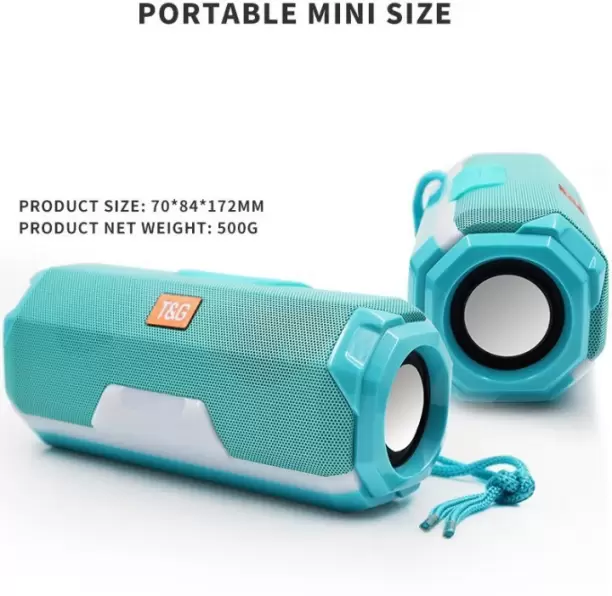 PORTABLE MINI SIZE
PRODUCT SIZE: 70*84*172MM
PRODUCT NET WEIGHT: 500G
T&G